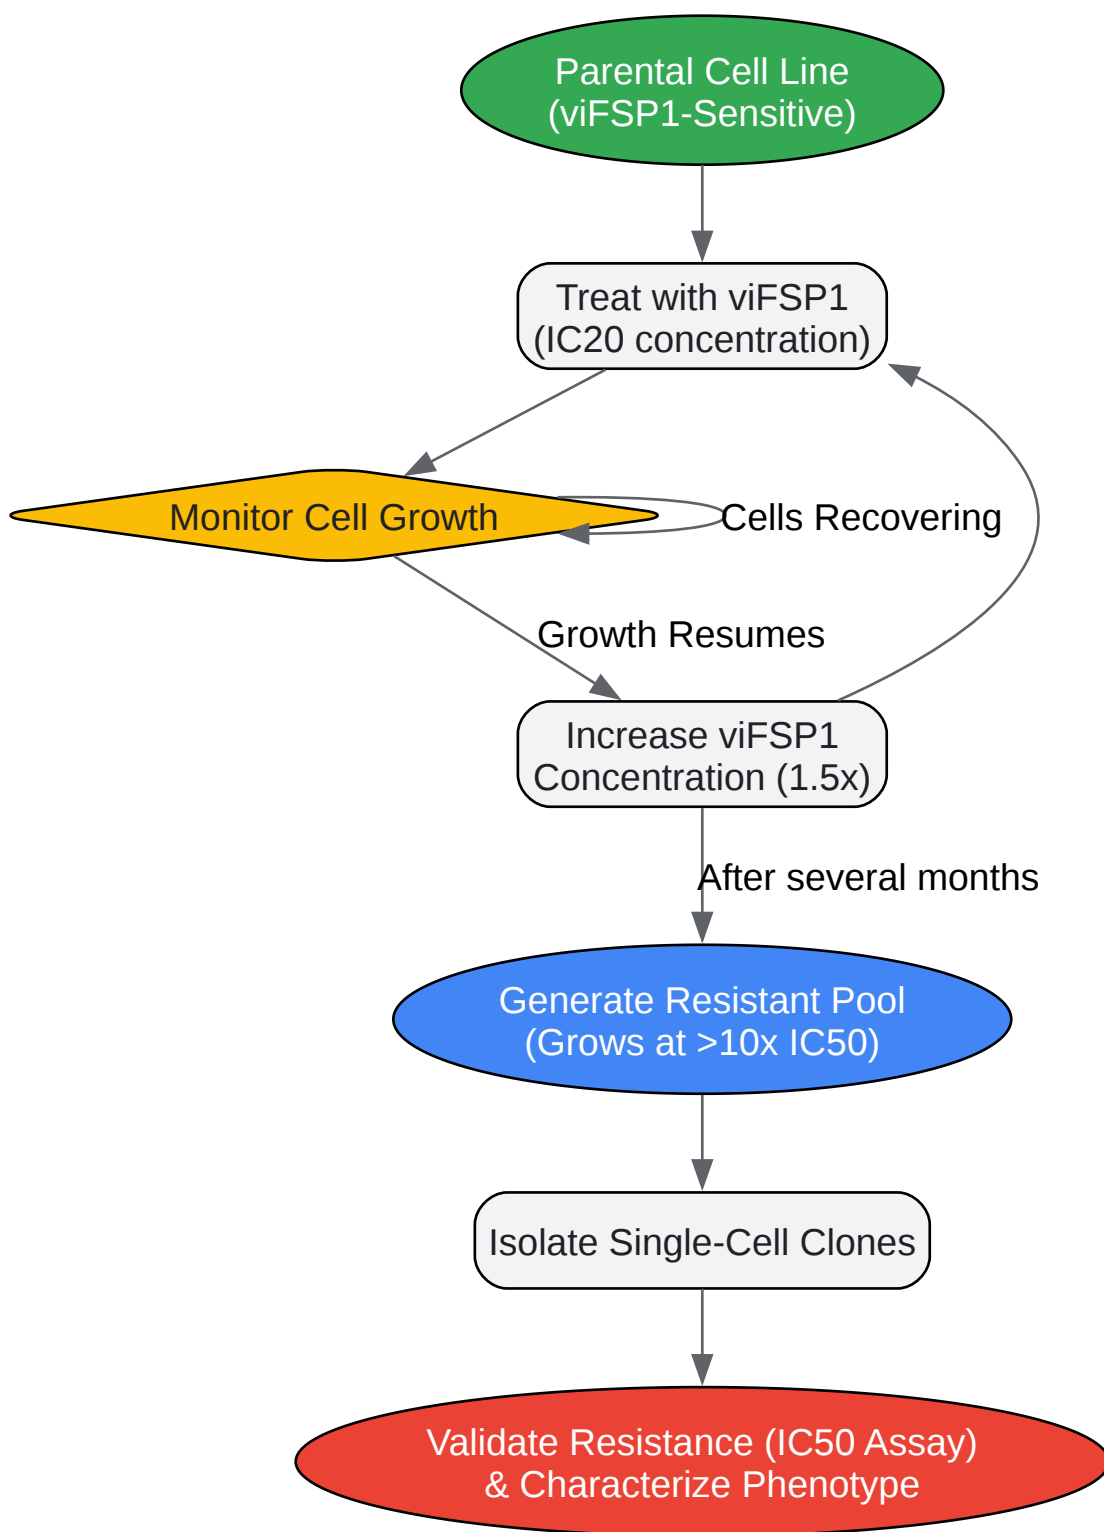 Parental Cell Line
(viFSP1-Sensitive)
Treat with viFSP1
(IC20 concentration)
Monitor Cell Growth
Cells Recovering
Growth Resumes
Increase viFSP1
Concentration (1.5x)
After several months
Generate Resistant Pool
(Grows at >10x IC50)
Isolate Single-Cell Clones
Validate Resistance (IC50 Assay)
& Characterize Phenotype